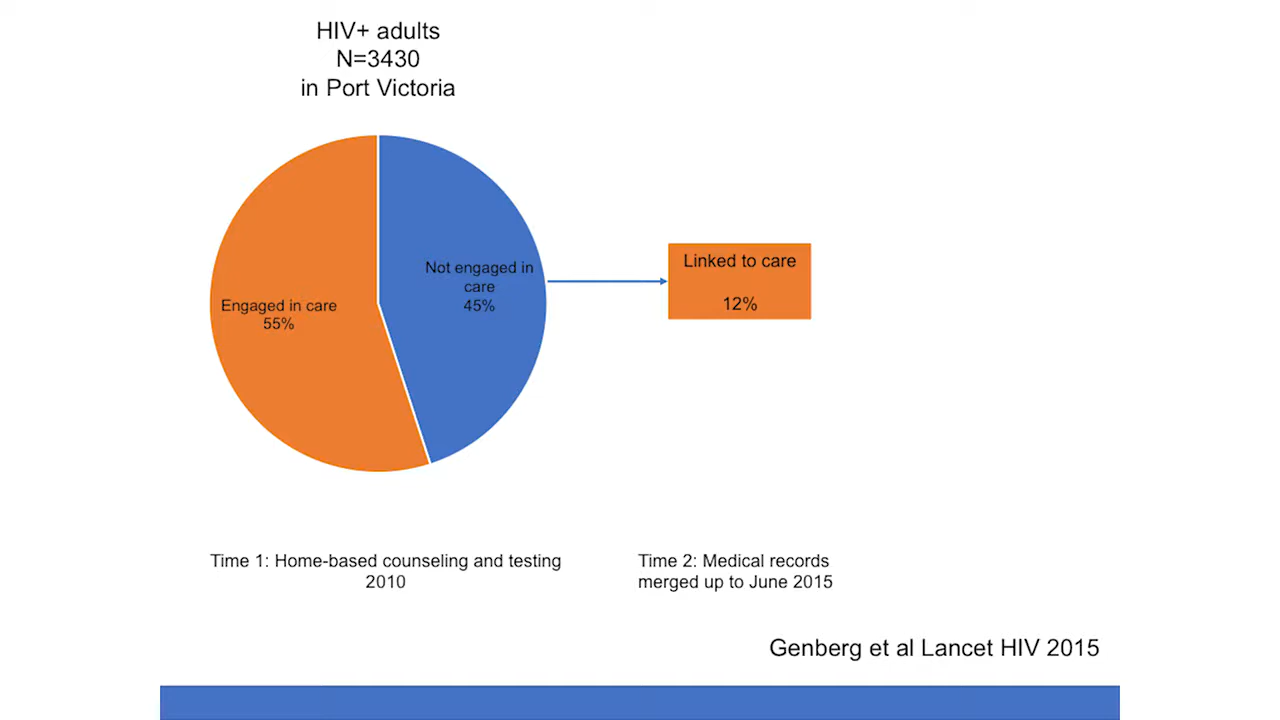 HIV+ adults
N=3430
in Port Victoria
Not engaged in
care
45%
Engaged in care
55%
Linked to care
12%
Time 1: Home-based counseling and testing
2010
Time 2: Medical records
merged up to June 2015
Genberg et al Lancet HIV 2015